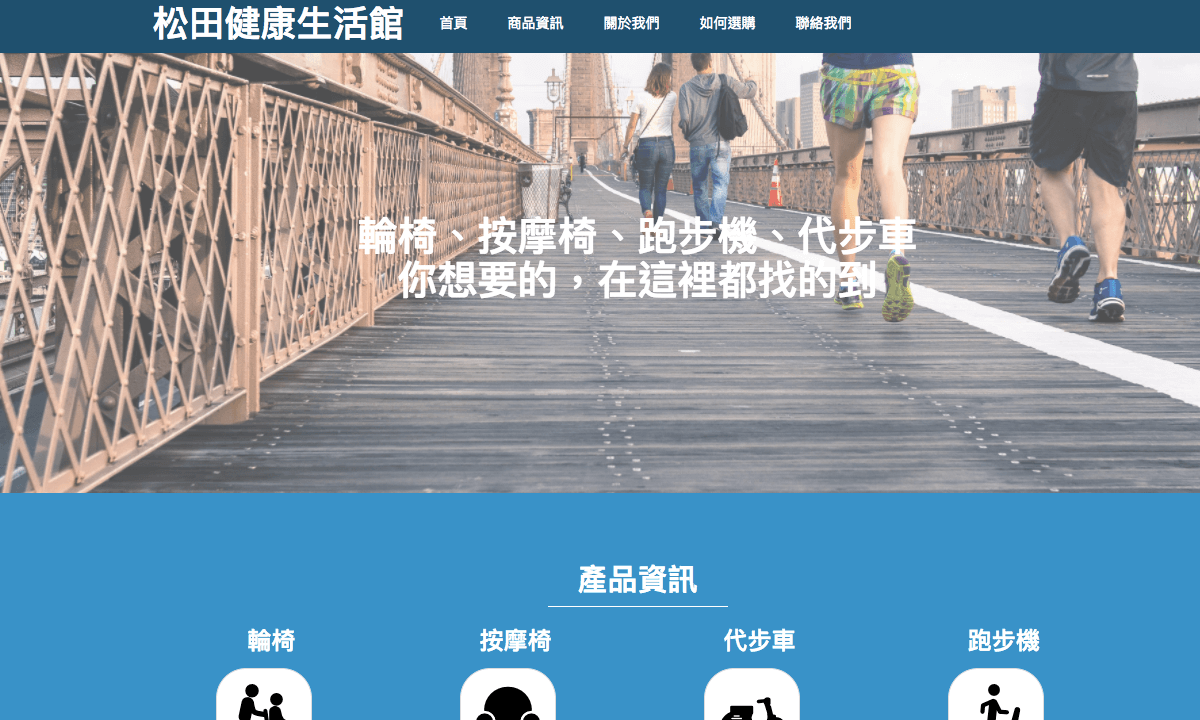 松田健康生活館
首頁 商品資訊 關於我們 如何選購 聯絡我們
輪椅、按摩椅、跑步機、代步車
你想要的，在這裡都找的到
產品資訊
輪椅 按摩椅 代步車 跑步機